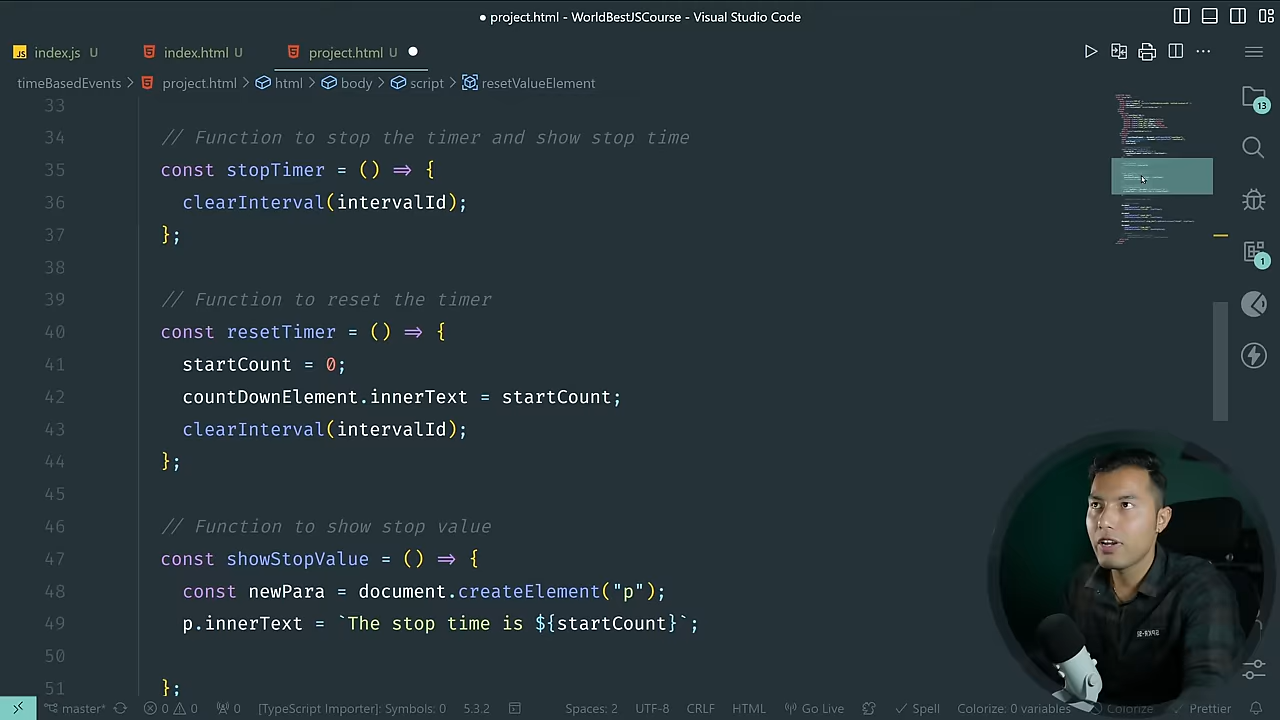 ● project.html - WorldBestJSCourse - Visual Studio Code
JS index.js U index.html U project.html U
timeBasedEvents > project.html > html > body > script > resetValueElement
33
34 // Function to stop the timer and show stop time
35 const stopTimer = () => {
36 clearInterval(intervalId);
37 };
38
39 // Function to reset the timer
40 const resetTimer = () => {
41 startCount = 0;
42 countDownElement.innerText = startCount;
43 clearInterval(intervalId);
44 };
45
46 // Function to show stop value
47 const showStopValue = () => {
48 const newPara = document.createElement("p");
49 p.innerText = `The stop time is ${startCount}`;
50
51 };
13
1
master* 0 0 0 [TypeScript Importer]: Symbols: 0 5.3.2 Spaces: 2 UTF-8 CRLF HTML Go Live Spell Colorize: 0 variables Colorize Prettier